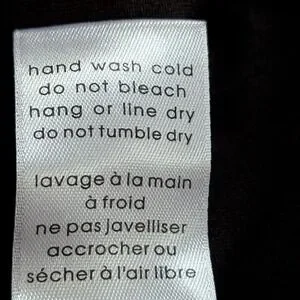 hand wash cold
do not bleach
hang or line dry
do not tumble dry
lavage à la main
à froid
ne pas javelliser
accrocher ou
sécher à l'air libre